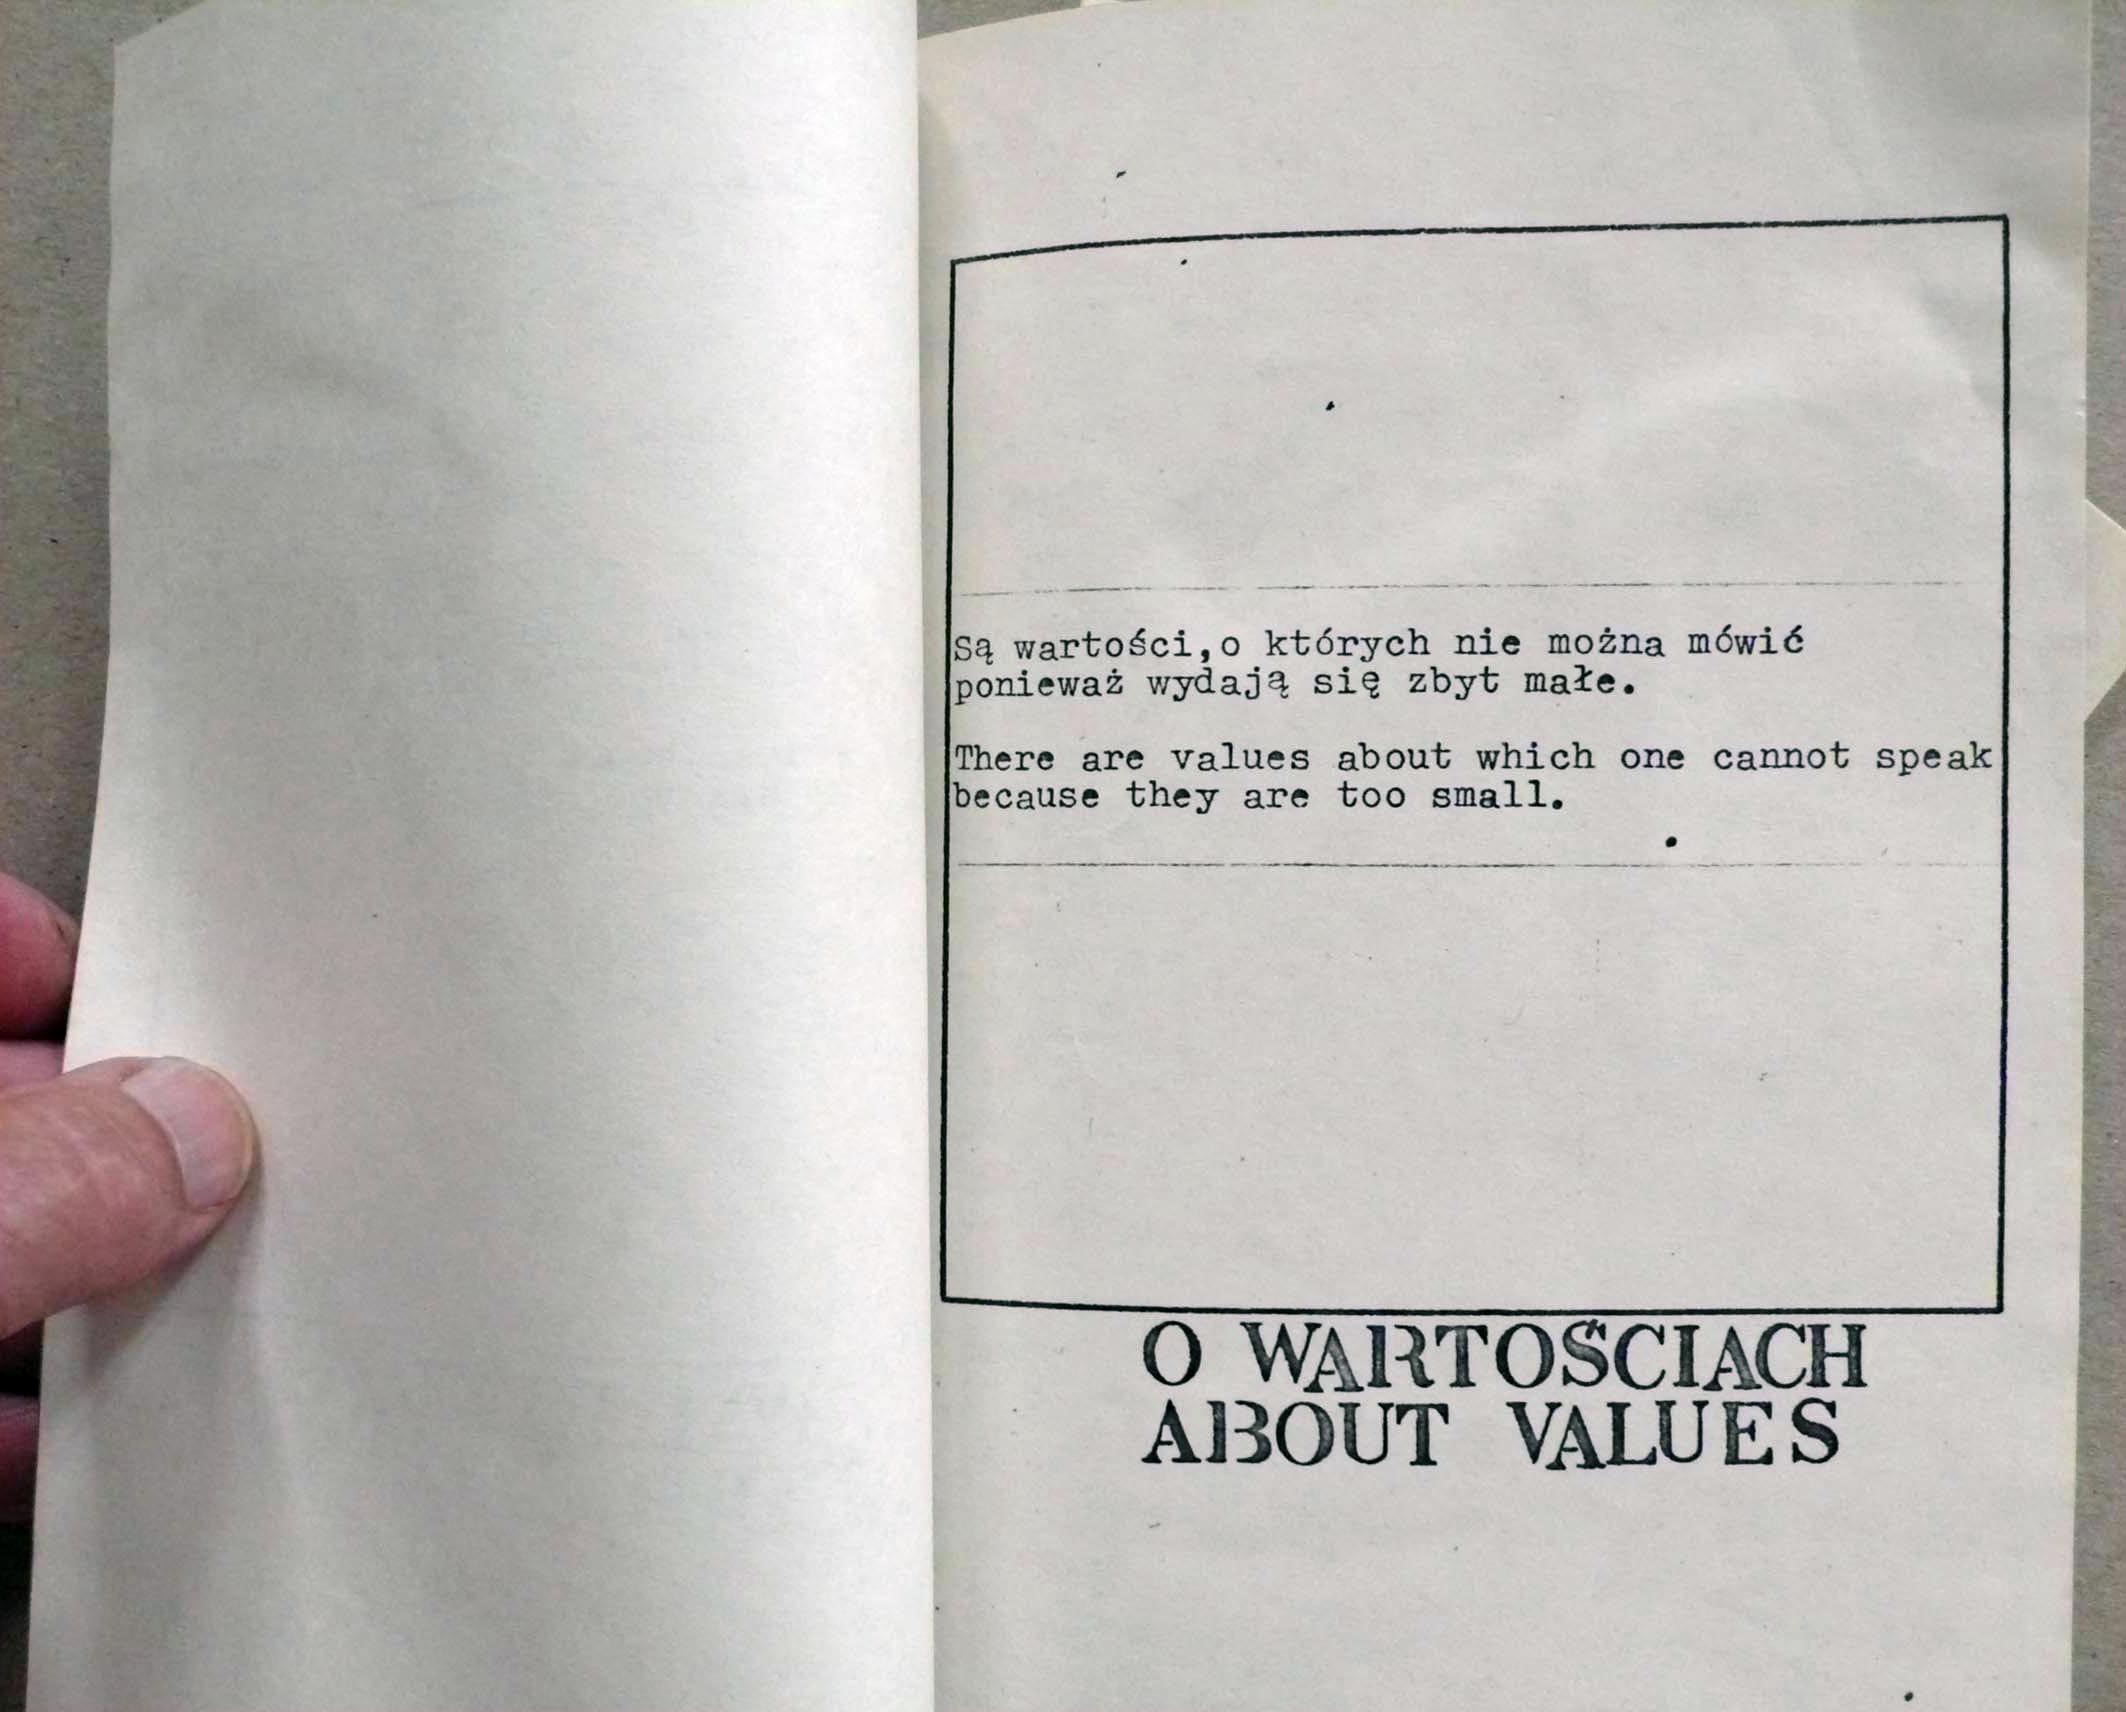 Są wartości,o których nie można mówić
ponieważ wydają się zbyt małe.
There are values about which one cannot speak
because they are too small.
O WARTOŚCIACH
ABOUT VALUES